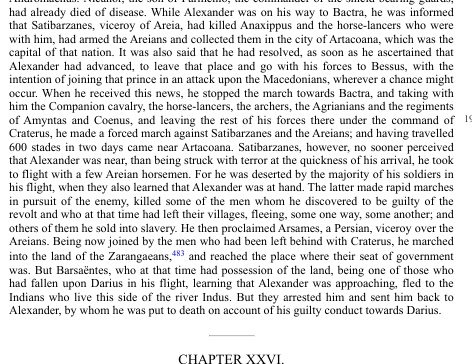 had already died of disease. While Alexander was on his way to Bactra, he was informed
that Satibarzanes, viceroy of Areia, had killed Anaxippus and the horse-lancers who were
with him, had armed the Areians and collected them in the city of Artacoana, which was the
capital of that nation. It was also said that he had resolved, as soon as he ascertained that
Alexander had advanced, to leave that place and go with his forces to Bessus, with the
intention of joining that prince in an attack upon the Macedonians, wherever a chance might
occur. When he received this news, he stopped the march towards Bactra, and taking with
him the Companion cavalry, the horse-lancers, the archers, the Agrianians and the regiments
of Amyntas and Coenus, and leaving the rest of his forces there under the command of
Craterus, he made a forced march against Satibarzanes and the Areians; and having travelled
600 stades in two days came near Artacoana. Satibarzanes, however, no sooner perceived
that Alexander was near, than being struck with terror at the quickness of his arrival, he took
to flight with a few Areian horsemen. For he was deserted by the majority of his soldiers in
his flight, when they also learned that Alexander was at hand. The latter made rapid marches
in pursuit of the enemy, killed some of the men whom he discovered to be guilty of the
revolt and who at that time had left their villages, fleeing, some one way, some another; and
others of them he sold into slavery. He then proclaimed Arsames, a Persian, viceroy over the
Areians. Being now joined by the men who had been left behind with Craterus, he marched
into the land of the Zarangaeans,483 and reached the place where their seat of government
was. But Barsaëntes, who at that time had possession of the land, being one of those who
had fallen upon Darius in his flight, learning that Alexander was approaching, fled to the
Indians who live this side of the river Indus. But they arrested him and sent him back to
Alexander, by whom he was put to death on account of his guilty conduct towards Darius.
CHAPTER XXVI.